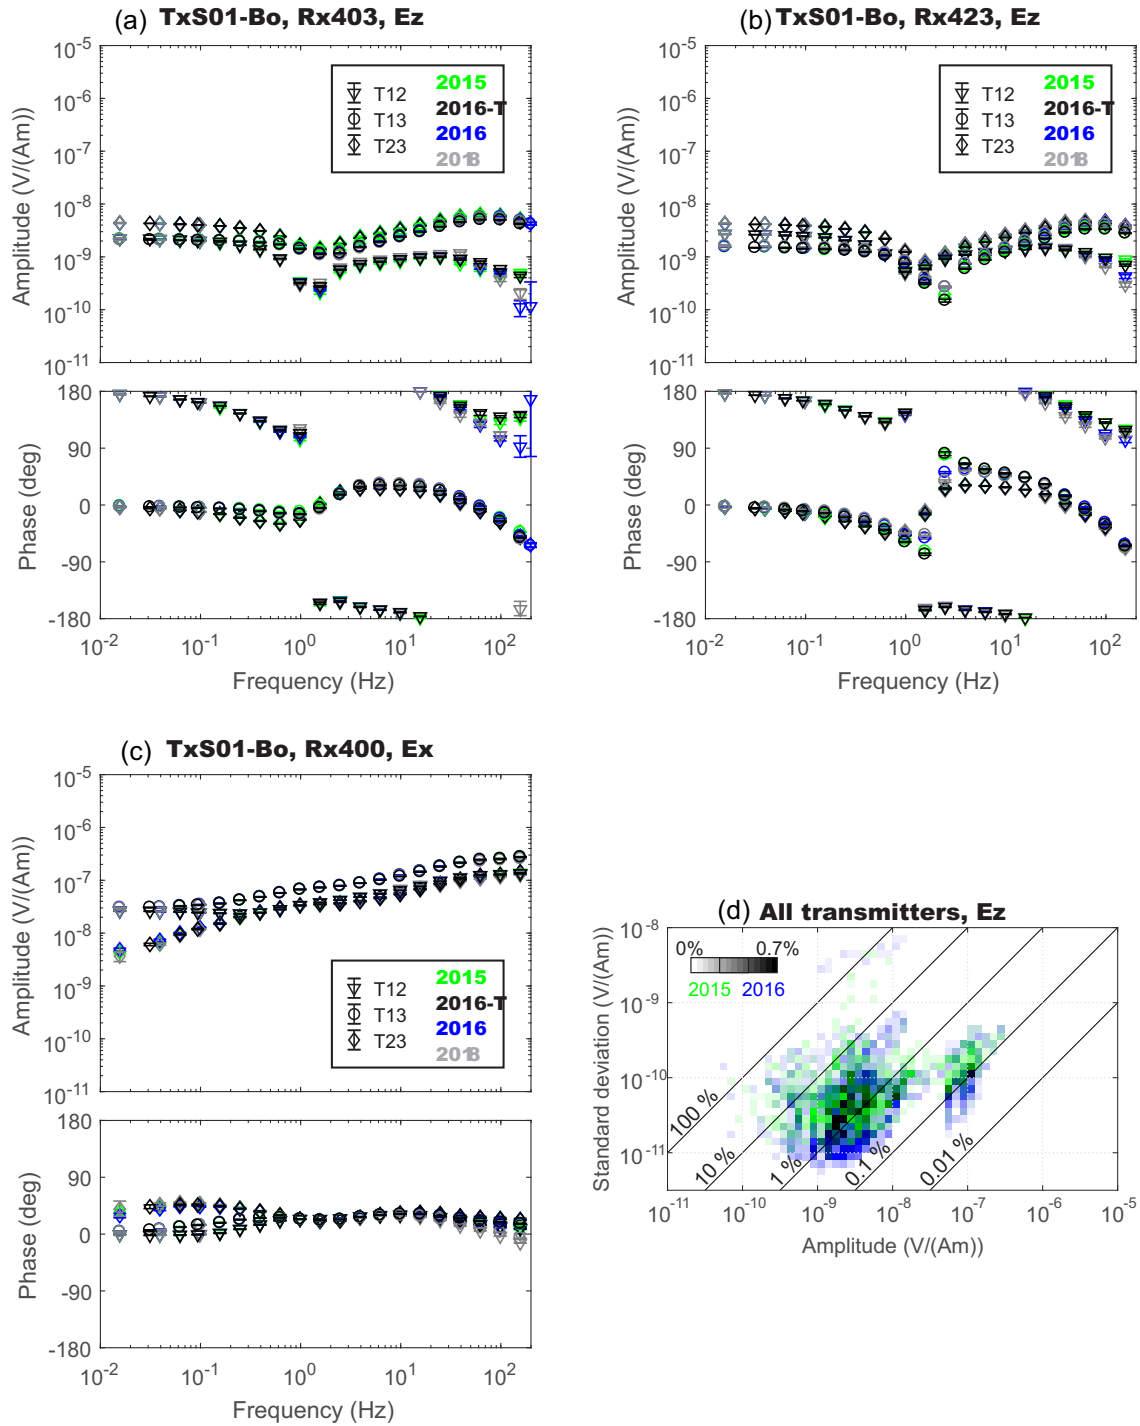 (a) TxS01-Bo, Rx403, Ez
Amplitude (V/(Am))
10^-5
10^-6
10^-7
10^-8
10^-9
10^-10
10^-11
T12
T13
T23
2015
2016-T
2016
2018
Phase (deg)
180
90
0
-90
-180
10^-2
10^-1
10^0
10^1
10^2
Frequency (Hz)
(b) TxS01-Bo, Rx423, Ez
Amplitude (V/(Am))
10^-5
10^-6
10^-7
10^-8
10^-9
10^-10
10^-11
T12
T13
T23
2015
2016-T
2016
2018
Phase (deg)
180
90
0
-90
-180
10^-2
10^-1
10^0
10^1
10^2
Frequency (Hz)
(c) TxS01-Bo, Rx400, Ex
Amplitude (V/(Am))
10^-5
10^-6
10^-7
10^-8
10^-9
10^-10
10^-11
T12
T13
T23
2015
2016-T
2016
2018
Phase (deg)
180
90
0
-90
-180
10^-2
10^-1
10^0
10^1
10^2
Frequency (Hz)
(d) All transmitters, Ez
Standard deviation (V/(Am))
10^-8
10^-9
10^-10
10^-11
0% 0.7%
2015 2016
100 %
10 %
1 %
0.1 %
0.01 %
10^-11
10^-10
10^-9
10^-8
10^-7
10^-6
10^-5
Amplitude (V/(Am))